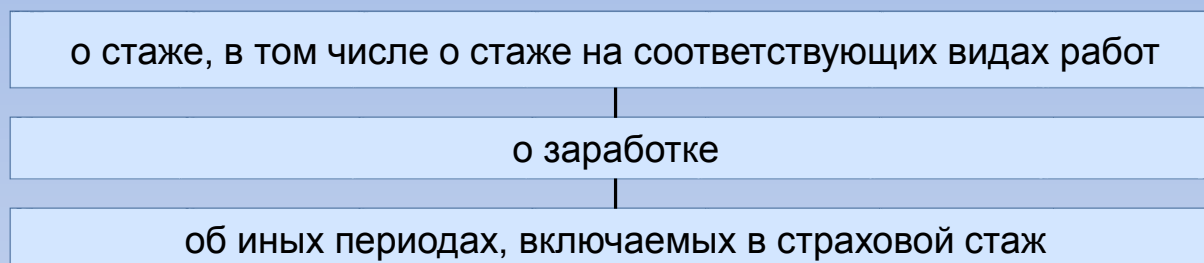 о стаже, в том числе о стаже на соответствующих видах работ
о заработке
об иных периодах, включаемых в страховой стаж